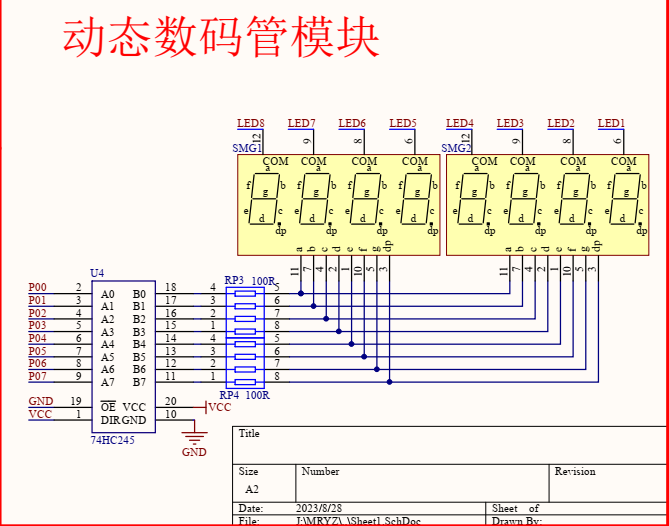 动态数码管模块
LED8 LED7 LED6 LED5 LED4 LED3 LED2 LED1
12 9 8 6 12 9 8 6
SMG1 SMG2
COM COM COM COM COM COM COM COM
a a a a a a a a
f b f b f b f b f b f b f b f b
g g g g g g g g
e d c e d c e d c e d c e d c e d c e d c e d c
dp dp dp dp dp dp dp dp
a b c d e f g dp a b c d e f g dp
11 7 4 2 1 10 5 3 11 7 4 2 1 10 5 3
U4
RP3 100R
P00 2 A0 B0 18 4 5
P01 3 A1 B1 17 3 6
P02 4 A2 B2 16 2 7
P03 5 A3 B3 15 1 8
P04 6 A4 B4 14 4 5
P05 7 A5 B5 13 3 6
P06 8 A6 B6 12 2 7
P07 9 A7 B7 11 1 8
RP4 100R
GND 19 OE VCC 20 VCC
VCC 1 DIR GND 10
74HC245
GND
Title
Size Number Revision
A2
Date: 2023/8/28 Sheet of
File: J:\MRYZ\..\Sheet1.SchDoc Drawn By: